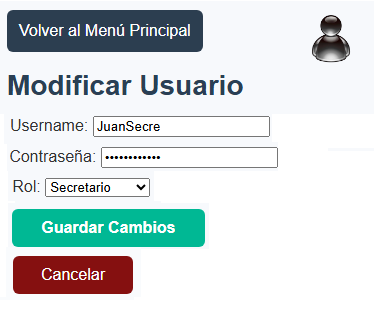 Volver al Menú Principal
Modificar Usuario
Username: JuanSecre
Contraseña: ••••••••••••
Rol: Secretario
Guardar Cambios
Cancelar